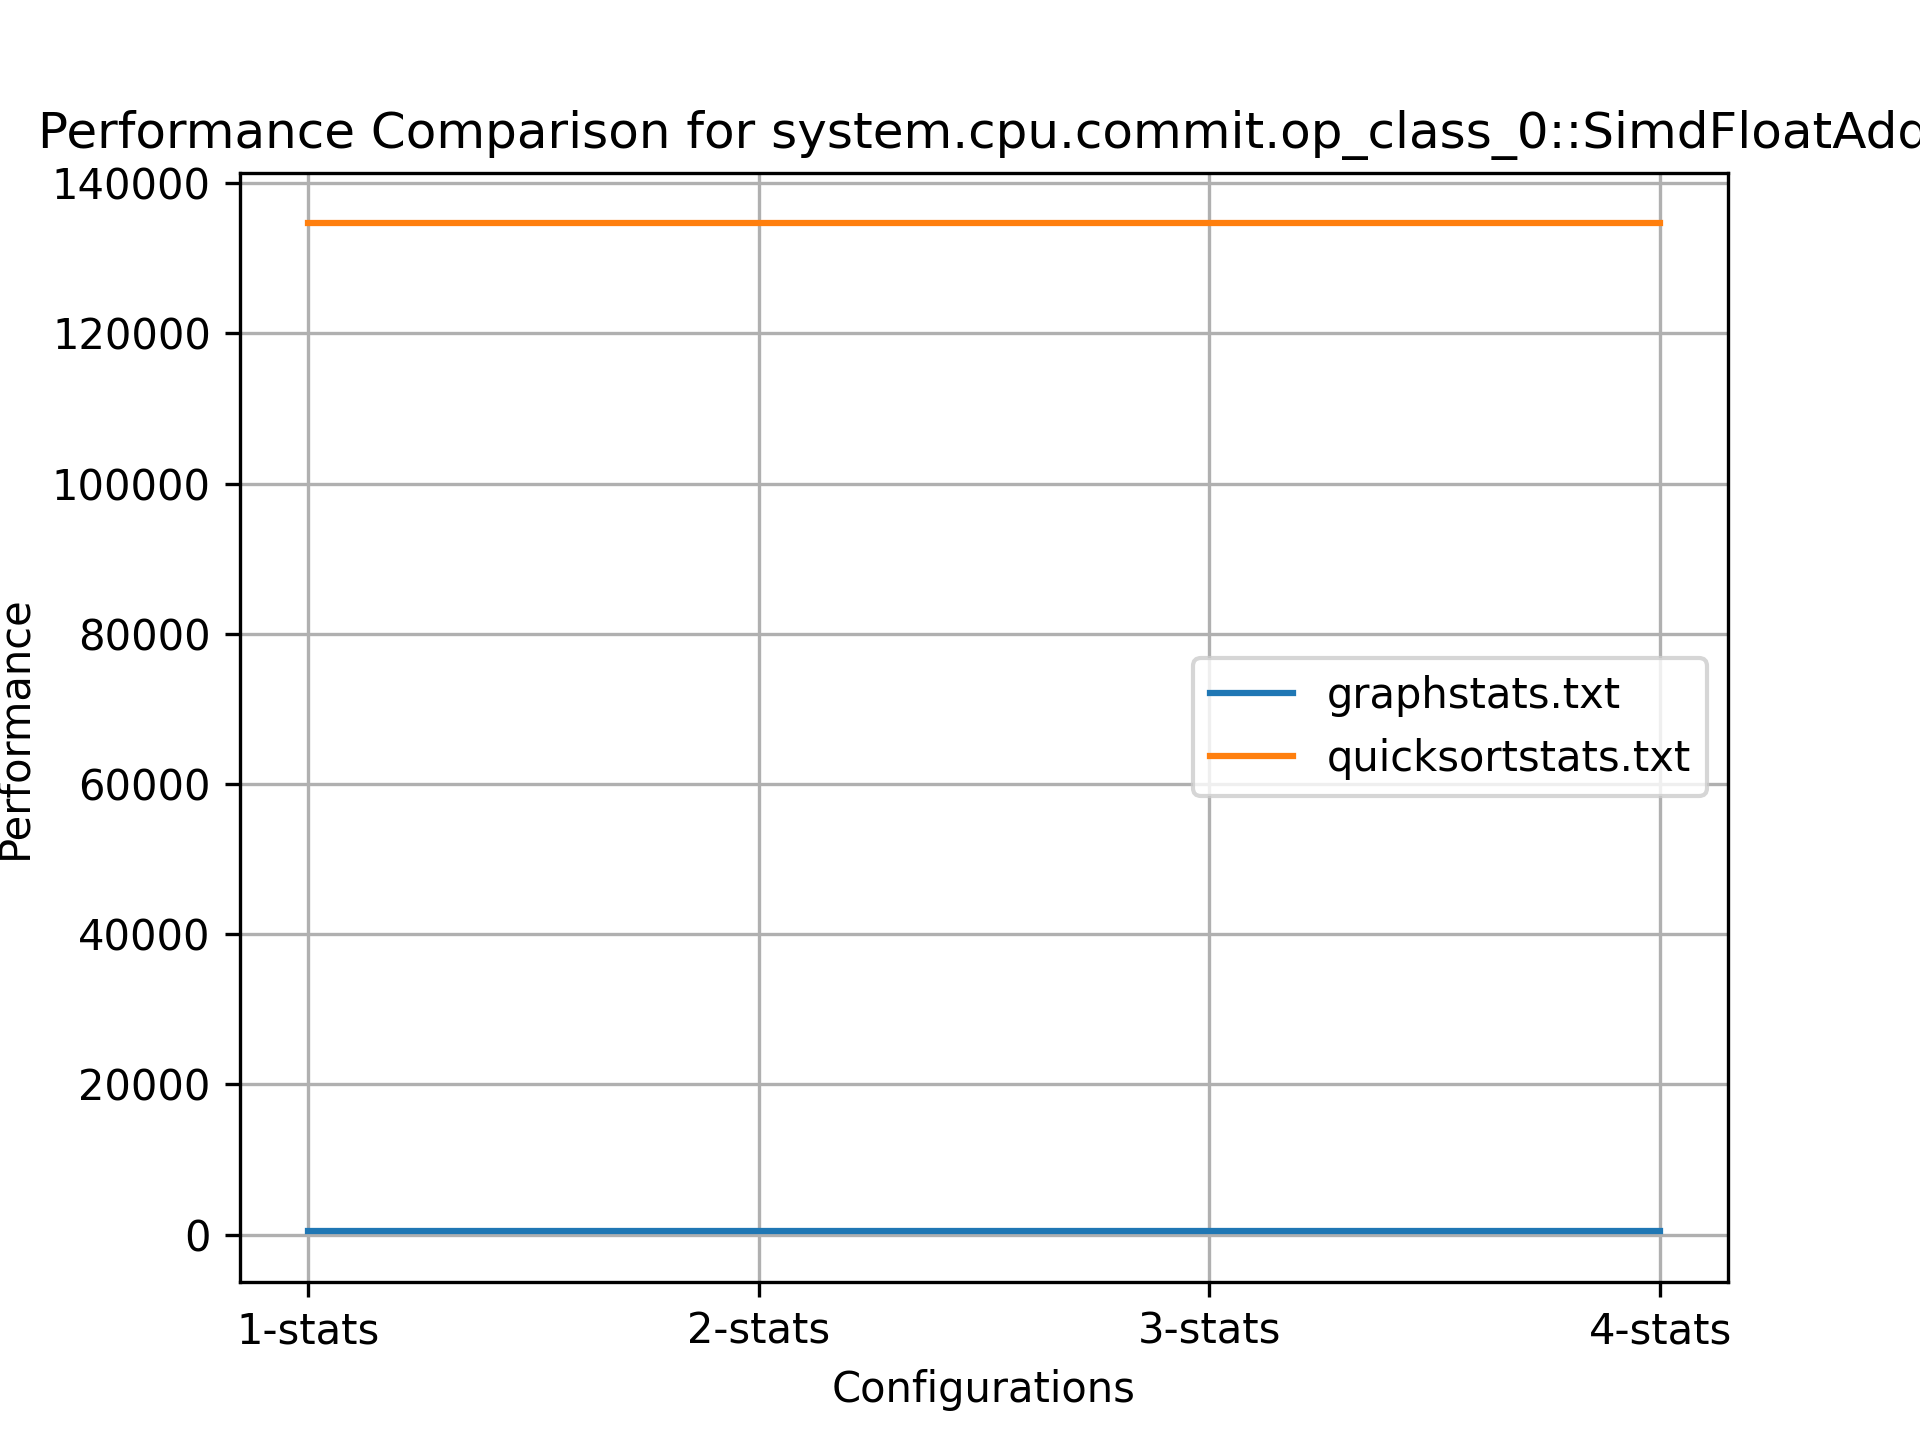 Performance Comparison for system.cpu.commit.op_class_0::SimdFloatAdd
140000
120000
100000
80000
60000
40000
20000
0
Performance
graphstats.txt
quicksortstats.txt
1-stats 2-stats 3-stats 4-stats
Configurations